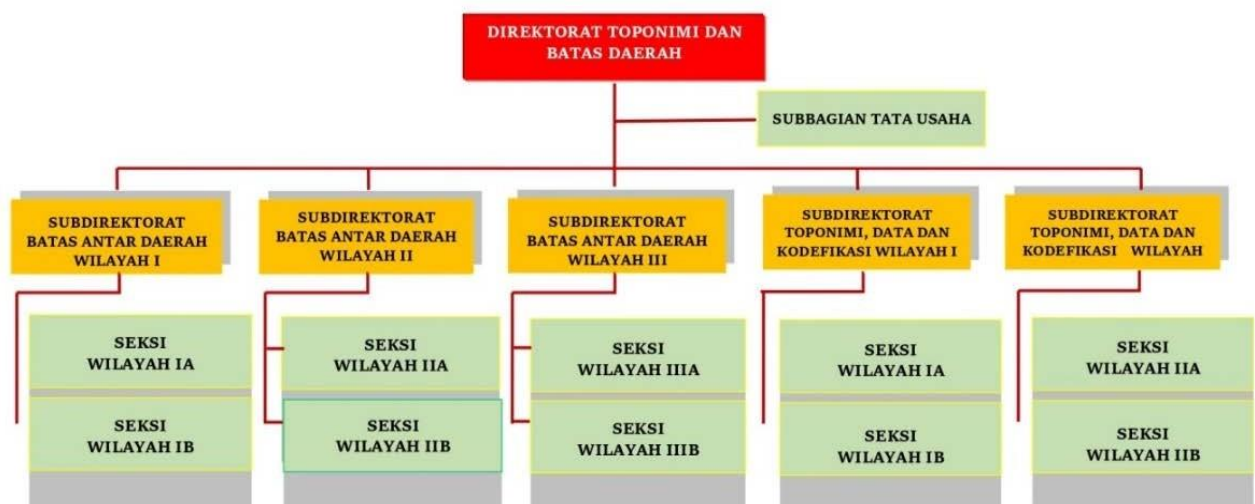 DIREKTORAT TOPONIMI DAN
BATAS DAERAH
SUBBAGIAN TATA USAHA
SUBDIREKTORAT
BATAS ANTAR DAERAH
WILAYAH I
SUBDIREKTORAT
BATAS ANTAR DAERAH
WILAYAH II
SUBDIREKTORAT
BATAS ANTAR DAERAH
WILAYAH III
SUBDIREKTORAT
TOPONIMI, DATA DAN
KODEFIKASI WILAYAH I
SUBDIREKTORAT
TOPONIMI, DATA DAN
KODEFIKASI WILAYAH
SEKSI
WILAYAH IA
SEKSI
WILAYAH IIA
SEKSI
WILAYAH IIIA
SEKSI
WILAYAH IA
SEKSI
WILAYAH IIA
SEKSI
WILAYAH IB
SEKSI
WILAYAH IIB
SEKSI
WILAYAH IIIB
SEKSI
WILAYAH IB
SEKSI
WILAYAH IIB